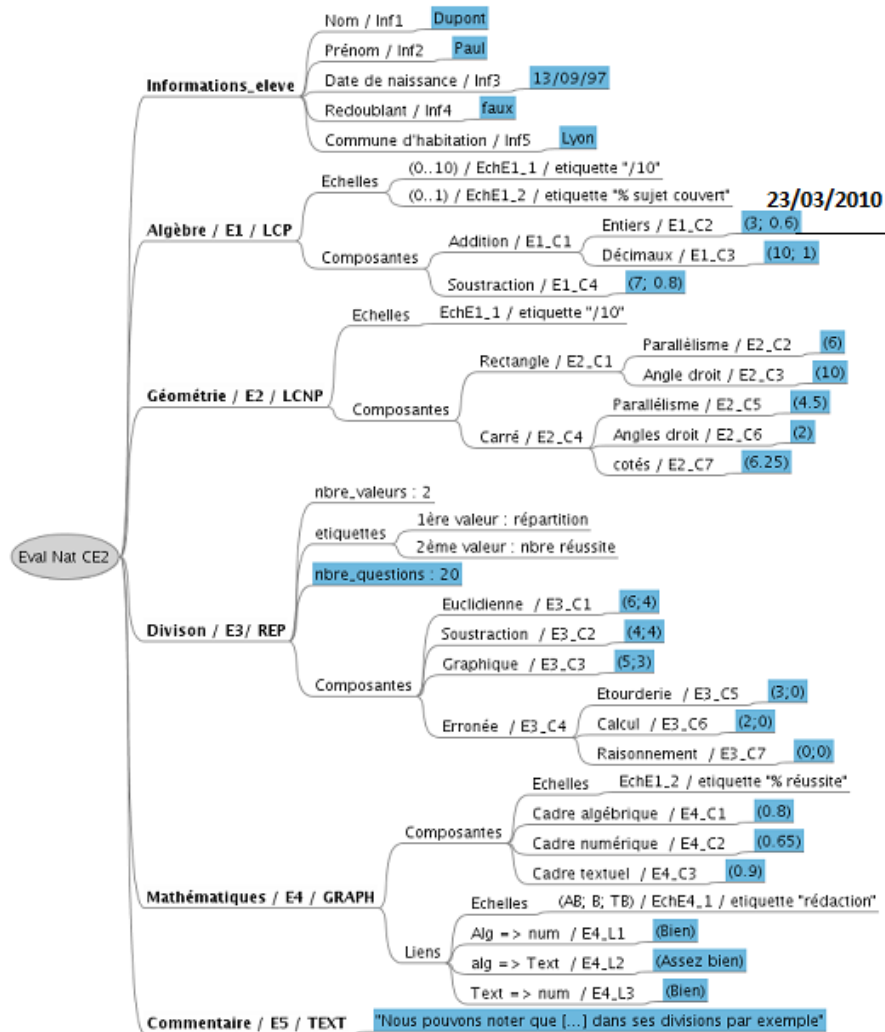 Eval Nat CE2
Informations_eleve
Nom / Inf1 Dupont
Prénom / Inf2 Paul
Date de naissance / Inf3 13/09/97
Redoublant / Inf4 faux
Commune d'habitation / Inf5 Lyon
23/03/2010
Algèbre / E1 / LCP
Echelles
(0..10) / EchE1_1 / etiquette "/10"
(0..1) / EchE1_2 / etiquette "% sujet couvert"
Composantes
Addition / E1_C1
Entiers / E1_C2 (3; 0.6)
Décimaux / E1_C3 (10; 1)
Soustraction / E1_C4 (7; 0.8)
Géométrie / E2 / LCNP
Echelles
EchE1_1 / etiquette "/10"
Composantes
Rectangle / E2_C1
Parallèlisme / E2_C2 (6)
Angle droit / E2_C3 (10)
Carré / E2_C4
Parallélisme / E2_C5 (4.5)
Angles droit / E2_C6 (2)
cotés / E2_C7 (6.25)
Divison / E3/ REP
nbre_valeurs : 2
etiquettes
1ère valeur : répartition
2ème valeur : nbre réussite
nbre_questions : 20
Composantes
Euclidienne / E3_C1 (6;4)
Soustraction / E3_C2 (4;4)
Graphique / E3_C3 (5;3)
Erronée / E3_C4
Etourderie / E3_C5 (3;0)
Calcul / E3_C6 (2;0)
Raisonnement / E3_C7 (0;0)
Mathématiques / E4 / GRAPH
Composantes
Echelles EchE1_2 / etiquette "% réussite"
Cadre algébrique / E4_C1 (0.8)
Cadre numérique / E4_C2 (0.65)
Cadre textuel / E4_C3 (0.9)
Liens
Echelles (AB; B; TB) / EchE4_1 / etiquette "rédaction"
Alg => num / E4_L1 (Bien)
alg => Text / E4_L2 (Assez bien)
Text => num / E4_L3 (Bien)
Commentaire / E5 / TEXT "Nous pouvons noter que [...] dans ses divisions par exemple"